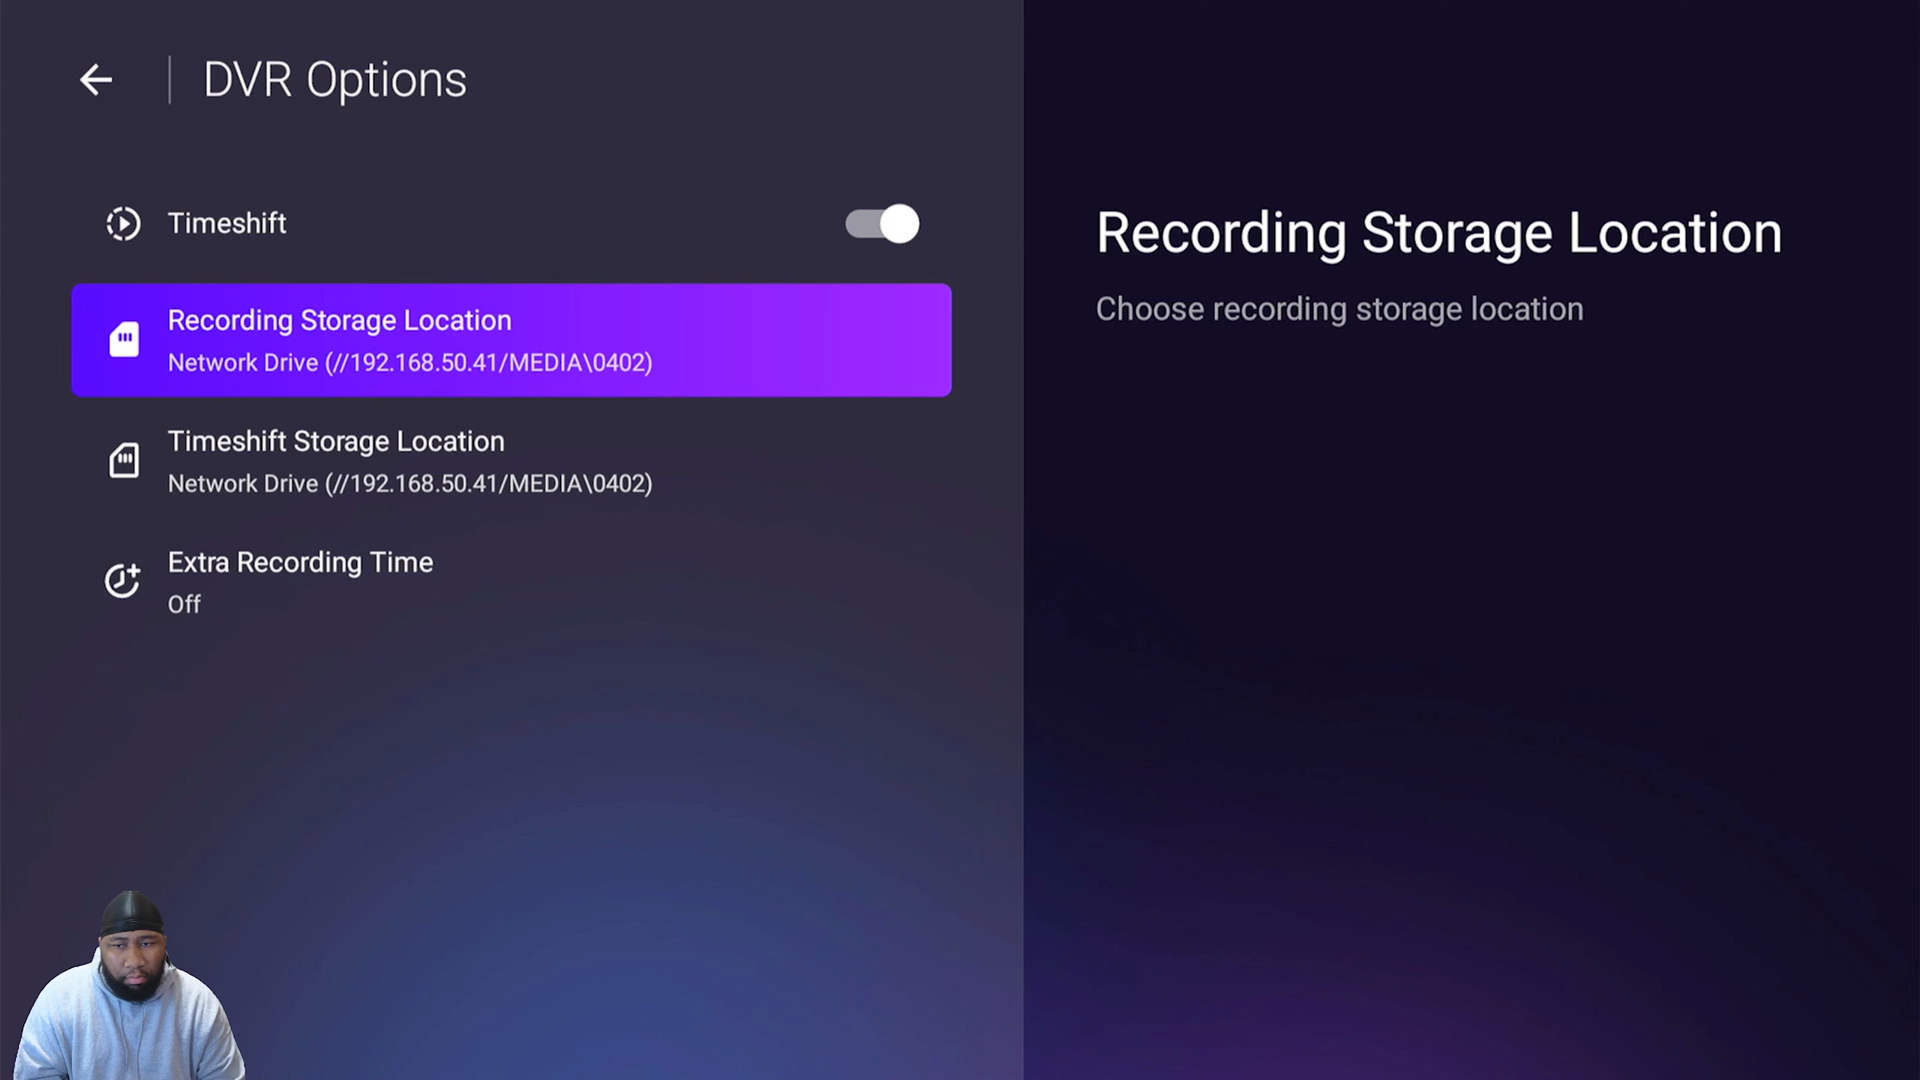 DVR Options
Timeshift
Recording Storage Location
Network Drive (//192.168.50.41/MEDIA\0402)
Timeshift Storage Location
Network Drive (//192.168.50.41/MEDIA\0402)
Extra Recording Time
Off
Recording Storage Location
Choose recording storage location